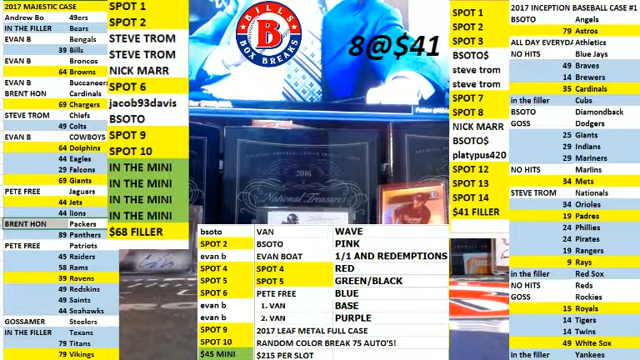 2017 MAJESTIC CASE
Andrew Bo 49ers
IN THE FILLER Bears
EVAN B Bengals
39 Bills
EVAN B Broncos
64 Browns
EVAN B Buccaneer
BRENT HON Cardinals
69 Chargers
STEVE TROM Chiefs
49 Colts
EVAN B COWBOYS
64 Dolphins
44 Eagles
29 Falcons
69 Giants
PETE FREE Jaguars
44 Jets
44 lions
BRENT HON Packers
89 Panthers
PETE FREE Patriots
45 Raiders
58 Rams
39 Ravens
49 Redskins
49 Saints
44 Seahawks
GOSSAMER Steelers
IN THE FILLER Texans
79 Titans
79 Vikings
SPOT 1
SPOT 2
STEVE TROM
STEVE TROM
NICK MARR
SPOT 6
jacob93davis
BSOTO
SPOT 9
SPOT 10
IN THE MINI
IN THE MINI
IN THE MINI
IN THE MINI
$68 FILLER
BILLS
B
BOX BREAKS
8@$41
2016
National Treasures
bsoto VAN WAVE
SPOT 2 BSOTO PINK
evan b EVAN BOAT 1/1 AND REDEMPTIONS
SPOT 4 SPOT 4 RED
SPOT 5 SPOT 5 GREEN/BLACK
SPOT 6 PETE FREE BLUE
evan b 1. VAN BASE
evan b 2. VAN PURPLE
SPOT 9 2017 LEAF METAL FULL CASE
SPOT 10 RANDOM COLOR BREAK 75 AUTO'S!
$45 MINI $215 PER SLOT
SPOT 1
SPOT 2
SPOT 3
BSOTO$
steve trom
steve trom
SPOT 7
SPOT 8
NICK MARR
BSOTO$
platypus420
SPOT 12
SPOT 13
SPOT 14
$41 FILLER
2017 INCEPTION BASEBALL CASE #1
BSOTO Angels
79 Astros
ALL DAY EVERYDA Athletics
NO HITS Blue Jays
49 Braves
14 Brewers
35 Cardinals
in the filler Cubs
BSOTO Diamondback
GOSS Dodgers
25 Giants
29 Indians
29 Mariners
NO HITS Marlins
34 Mets
STEVE TROM Nationals
34 Orioles
19 Padres
24 Phillies
24 Pirates
19 Rangers
9 Rays
in the filler Red Sox
NO HITS Reds
GOSS Rockies
15 Royals
14 Tigers
14 Twins
49 White Sox
in the filler Yankees